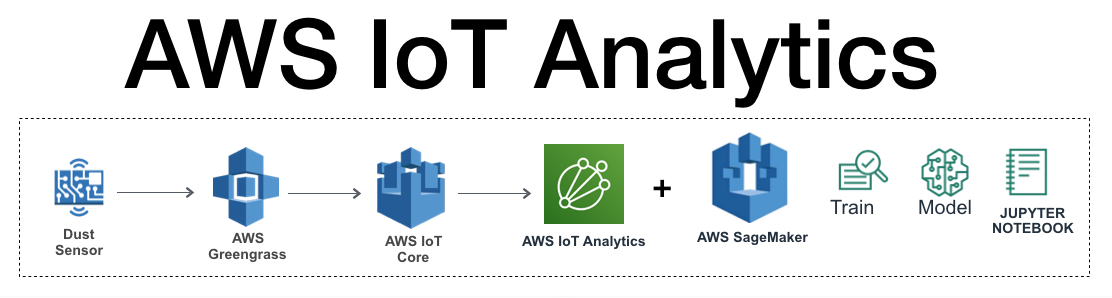 AWS IoT Analytics
Dust
Sensor
AWS
Greengrass
AWS IoT
Core
AWS IoT Analytics
+
AWS SageMaker
Train
Model
JUPYTER
NOTEBOOK